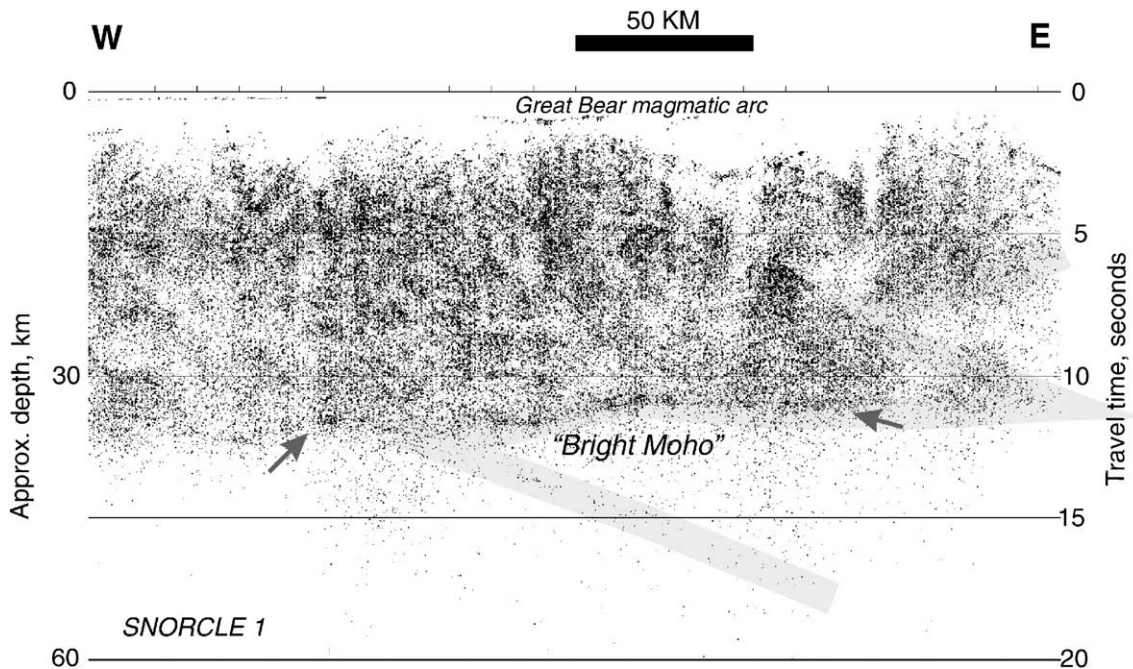 50 KM
W
E
0
0
Great Bear magmatic arc
5
30
10
"Bright Moho"
Approx. depth, km
Travel time, seconds
15
SNORCLE 1
60
20